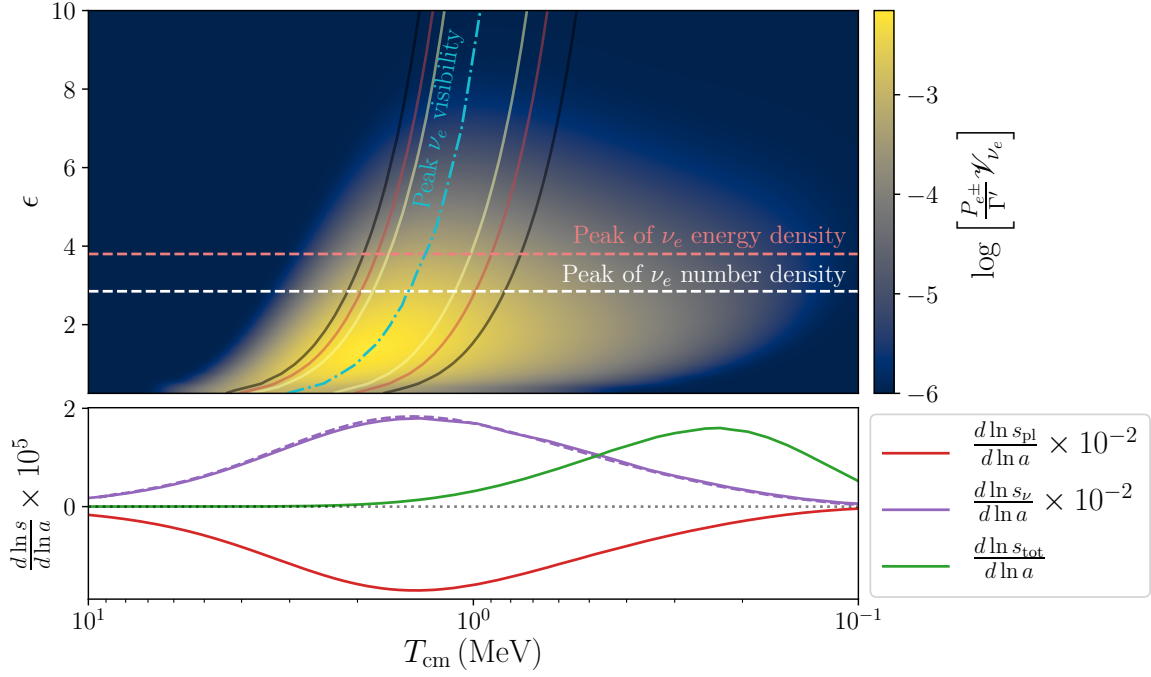 10
8
6
4
2
ϵ
Peak ν_e visibility
Peak of ν_e energy density
Peak of ν_e number density
−3
−4
−5
−6
log [ P_{e^±} / Γ′ 𝒱_{ν_e} ]
2
0
d ln s / d ln a × 10^5
10^1
10^0
10^{-1}
T_cm (MeV)
d ln s_pl / d ln a × 10^{-2}
d ln s_ν / d ln a × 10^{-2}
d ln s_tot / d ln a